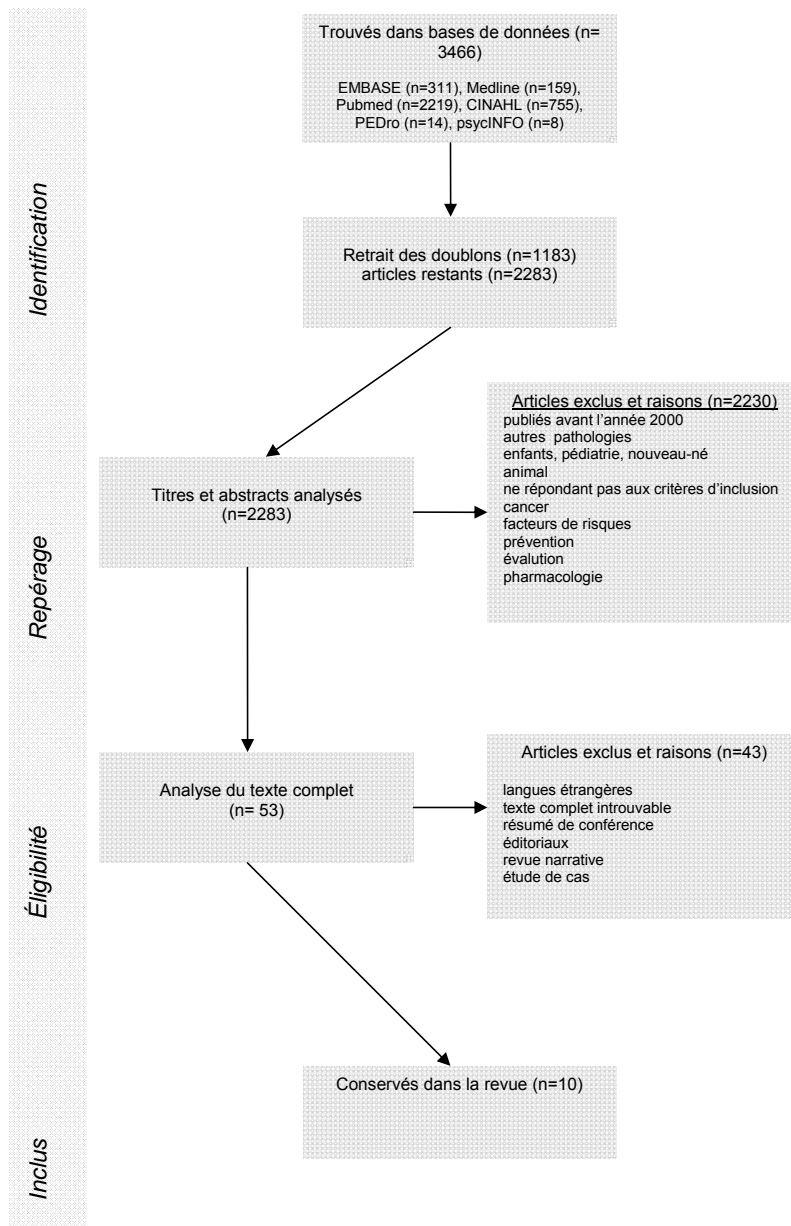 Identification
Trouvés dans bases de données (n=
3466)
EMBASE (n=311), Medline (n=159),
Pubmed (n=2219), CINAHL (n=755),
PEDro (n=14), psycINFO (n=8)
Retrait des doublons (n=1183)
articles restants (n=2283)
Repérage
Titres et abstracts analysés
(n=2283)
Articles exclus et raisons (n=2230)
publiés avant l'année 2000
autres pathologies
enfants, pédiatrie, nouveau-né
animal
ne répondant pas aux critères d'inclusion
cancer
facteurs de risques
prévention
évalution
pharmacologie
Éligibilité
Analyse du texte complet
(n= 53)
Articles exclus et raisons (n=43)
langues étrangères
texte complet introuvable
résumé de conférence
éditoriaux
revue narrative
étude de cas
Inclus
Conservés dans la revue (n=10)